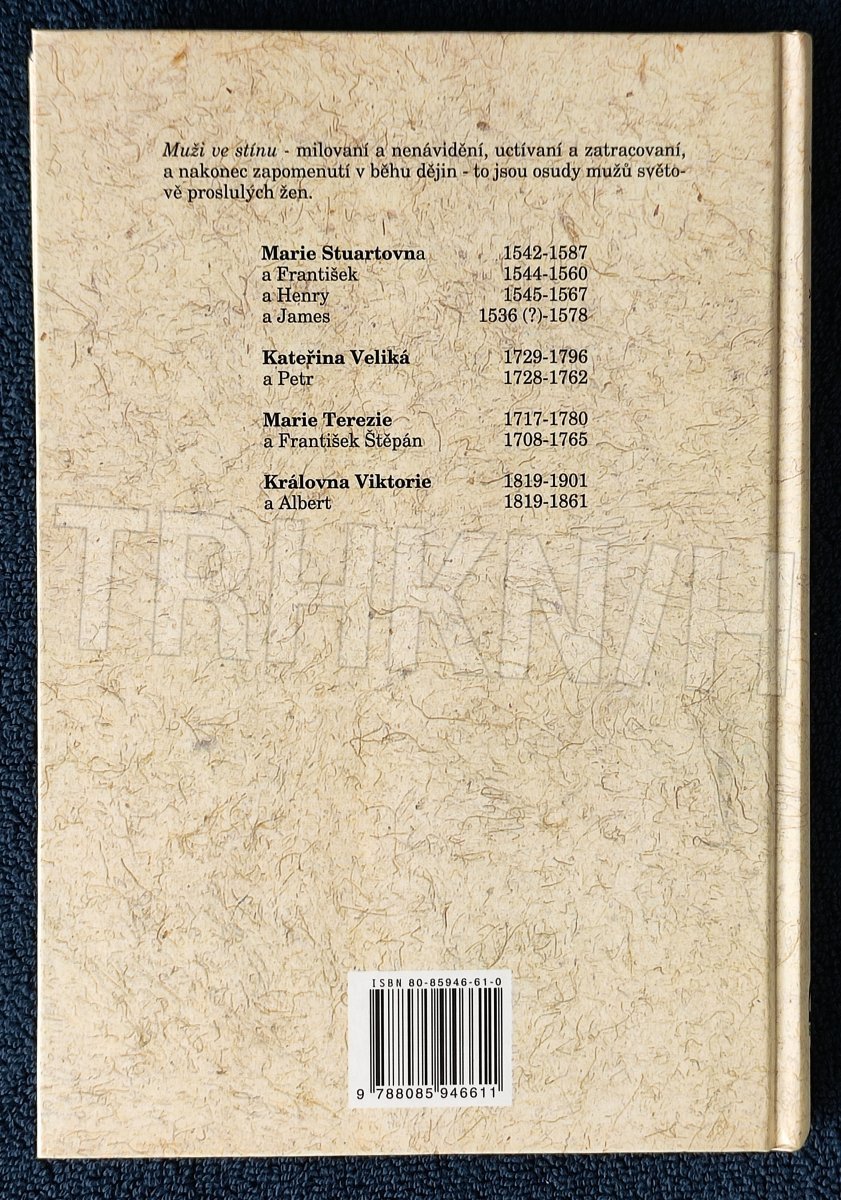 Muži ve stínu - milovaní a nenávidění, uctívaní a zatracovaní,
a nakonec zapomenutí v běhu dějin - to jsou osudy mužů světo-
vě proslulých žen.
Marie Stuartovna 1542-1587
a František 1544-1560
a Henry 1545-1567
a James 1536 (?)-1578
Kateřina Veliká 1729-1796
a Petr 1728-1762
Marie Terezie 1717-1780
a František Štěpán 1708-1765
Královna Viktorie 1819-1901
a Albert 1819-1861
TRHKNIH
ISBN 80-85946-61-0
9 788085 946611